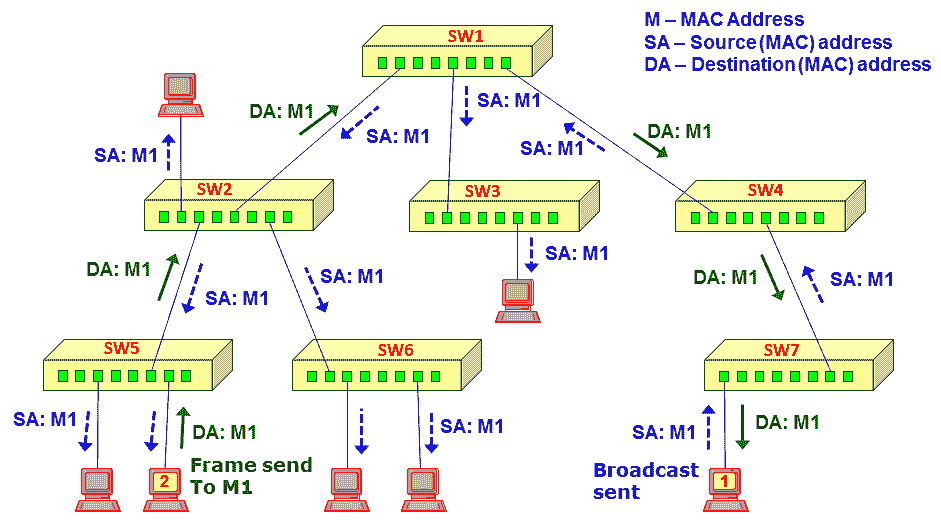 M – MAC Address
SA – Source (MAC) address
DA – Destination (MAC) address
SW1
DA: M1
SA: M1
SA: M1
SA: M1
DA: M1
SA: M1
SW2
SW3
SW4
DA: M1
SA: M1
SA: M1
SA: M1
DA: M1
SA: M1
SW5
SW6
SW7
SA: M1
DA: M1
SA: M1
SA: M1
DA: M1
2
Frame send
To M1
Broadcast
sent
1